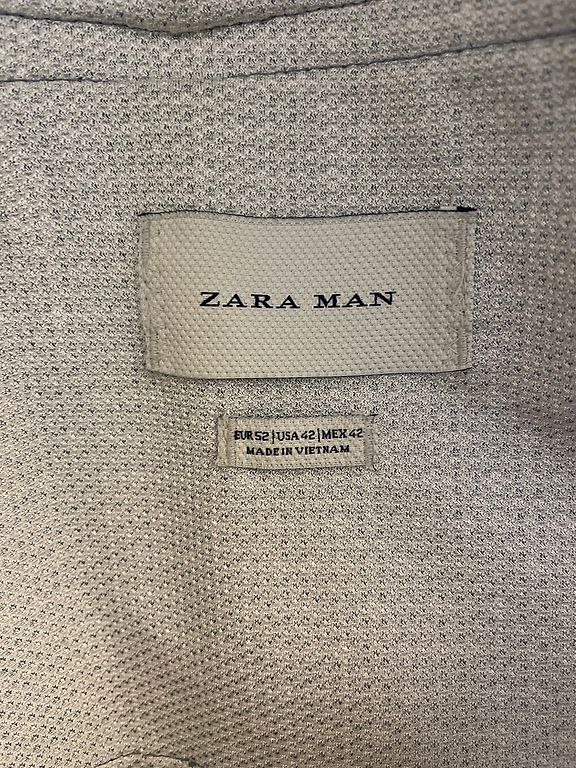 ZARA MAN
EUR 52 | USA 42 | MEX 42
MADE IN VIETNAM